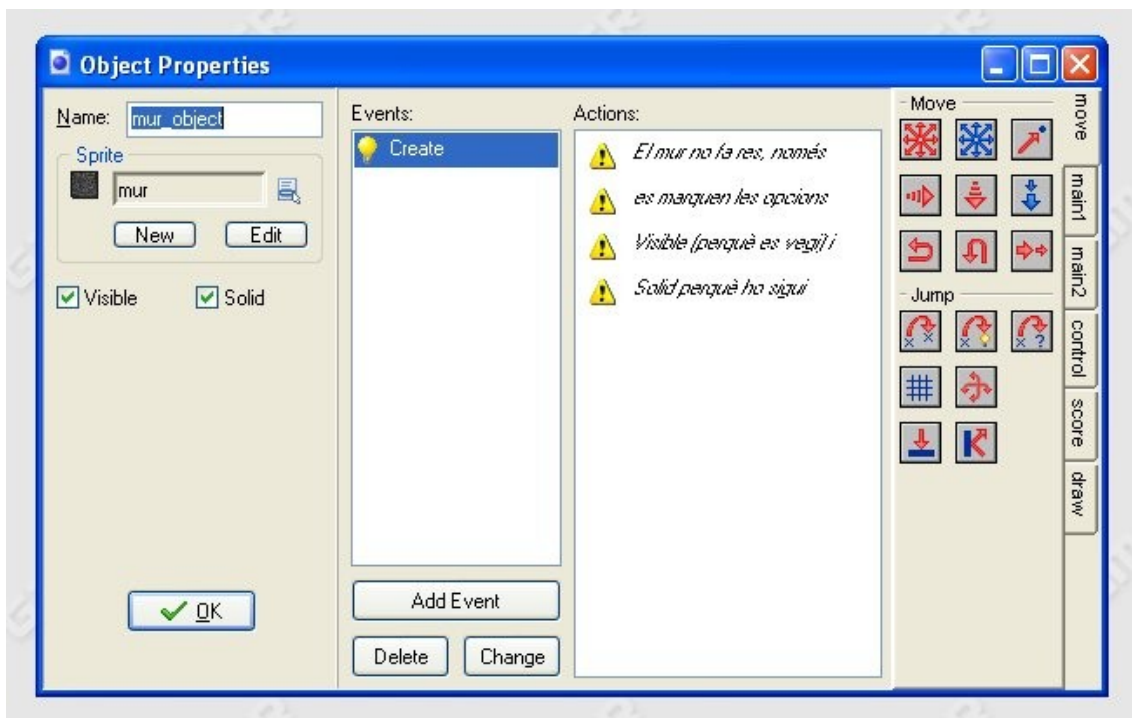 Object Properties
Name: mur_object
Sprite
mur
New Edit
Visible Solid
OK
Events:
Create
Add Event
Delete Change
Actions:
El mur no fa res, només
es marquen les opcions
Visible (perquè es vegi) i
Solid perquè ho sigui
Move
Jump
move
main1
main2
control
score
draw